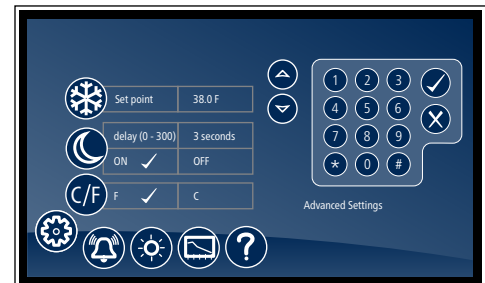 Set point 38.0 F
delay (0 - 300) 3 seconds
ON ✓ OFF
C/F F ✓ C
?
1 2 3
4 5 6
7 8 9
* 0 #
Advanced Settings